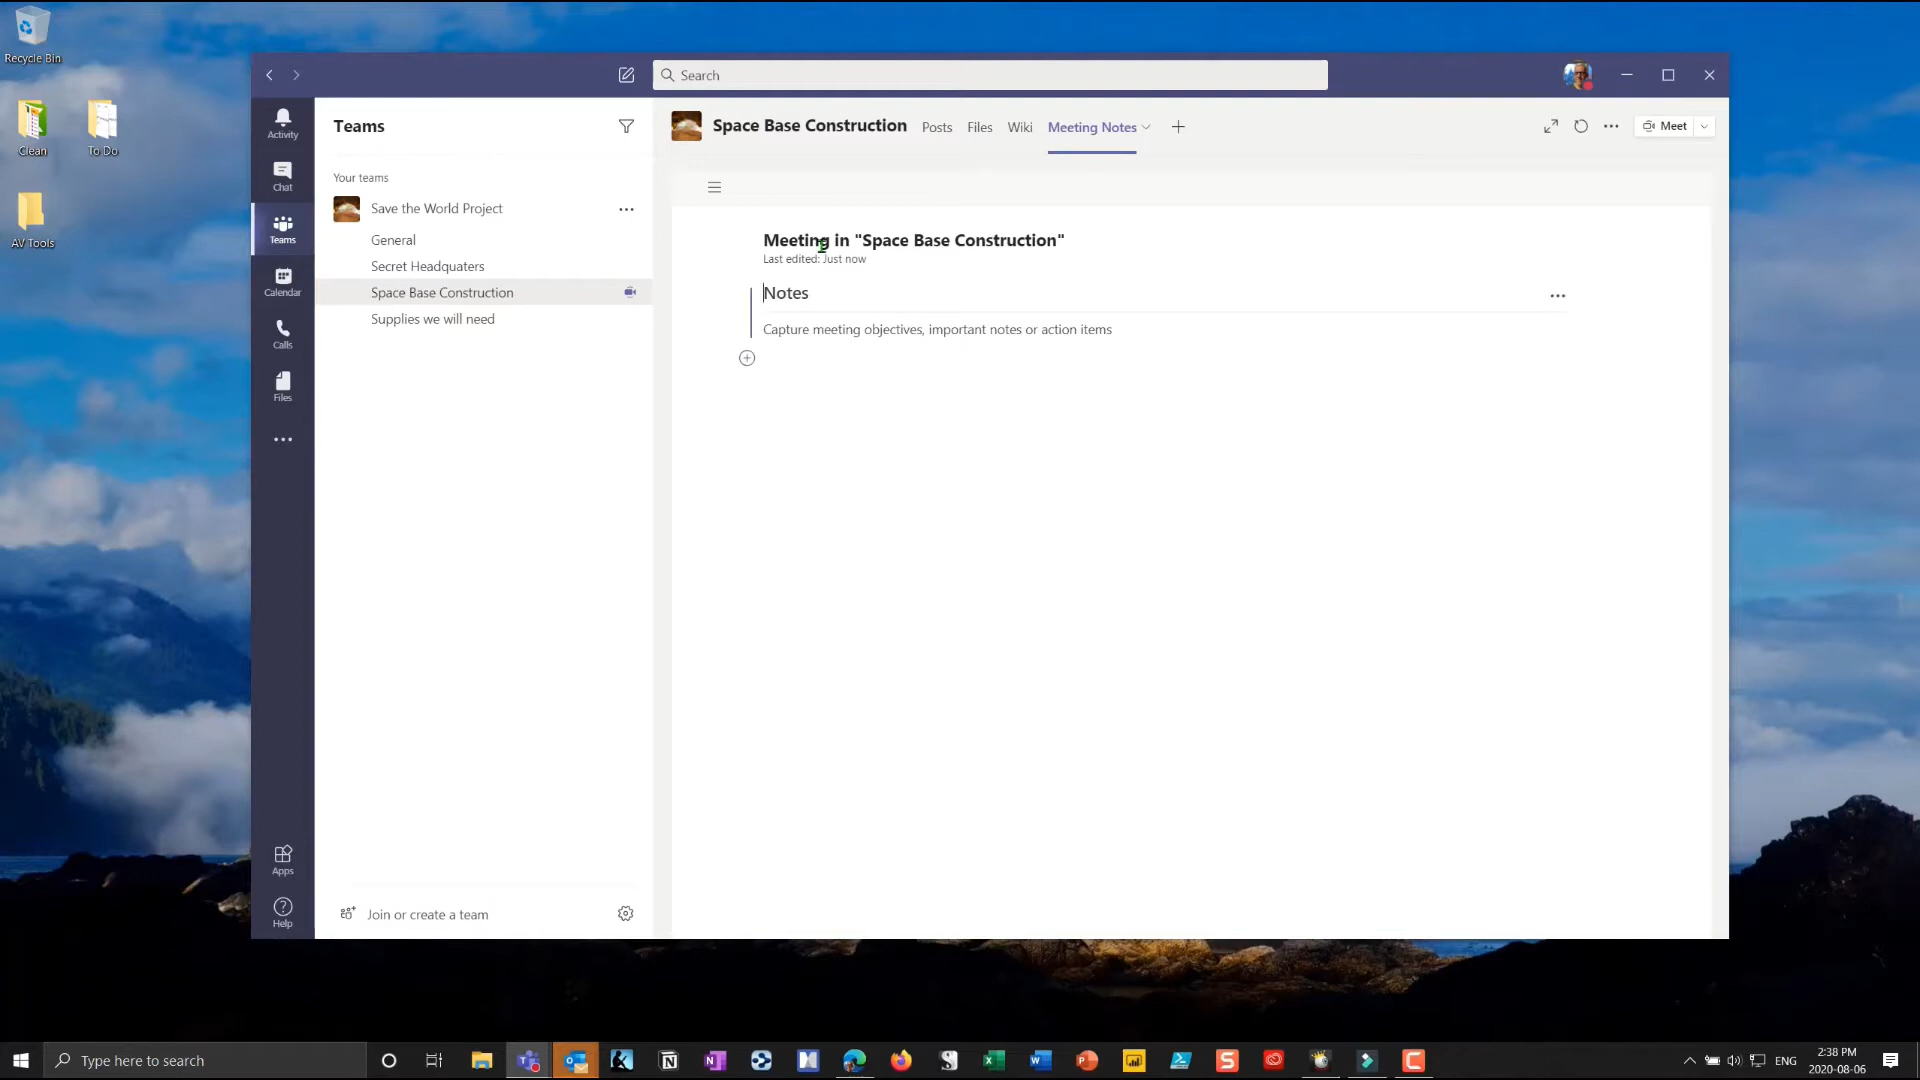 Recycle Bin
Clean
To Do
AV Tools
Search
Activity
Chat
Teams
Calendar
Calls
Files
Apps
Help
Teams
Your teams
Save the World Project
General
Secret Headquaters
Space Base Construction
Supplies we will need
Join or create a team
Space Base Construction Posts Files Wiki Meeting Notes
Meet
Meeting in "Space Base Construction"
Last edited: Just now
Notes
Capture meeting objectives, important notes or action items
Type here to search
ENG
2:38 PM
2020-08-06